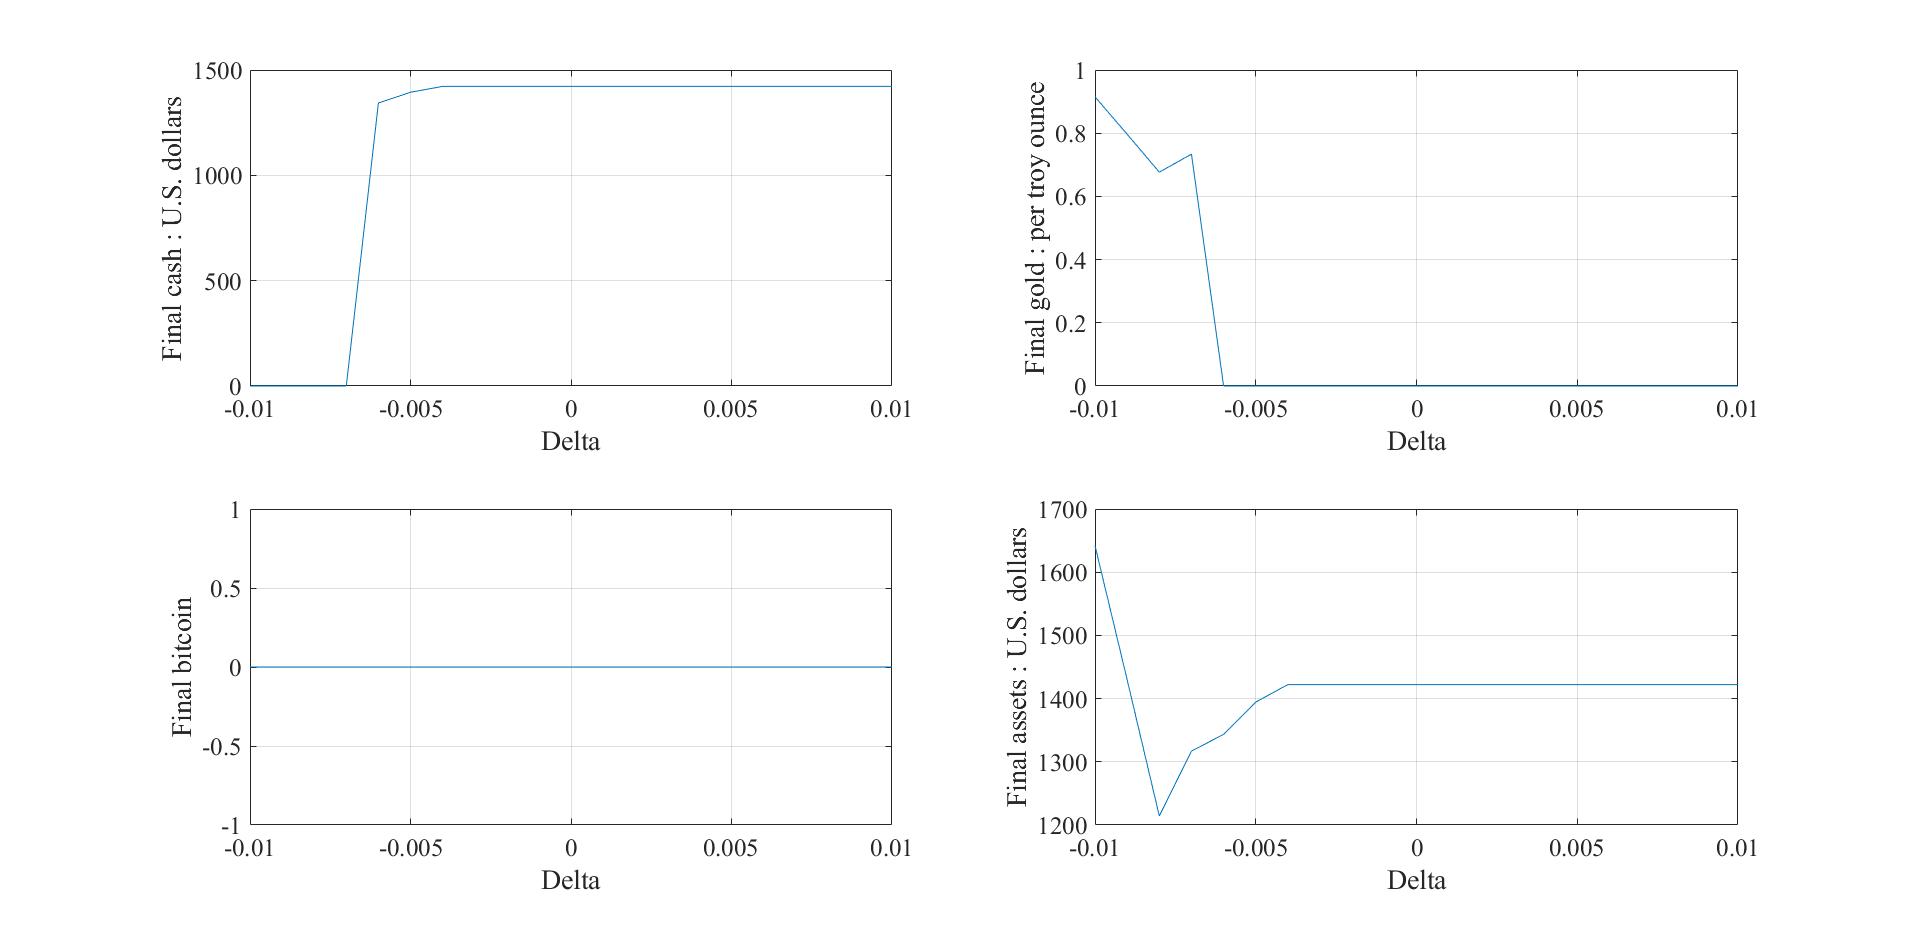 1500
1000
500
0
-0.01 -0.005 0 0.005 0.01
Delta
Final cash : U.S. dollars
1
0.8
0.6
0.4
0.2
0
-0.01 -0.005 0 0.005 0.01
Delta
Final gold : per troy ounce
1
0.5
0
-0.5
-1
-0.01 -0.005 0 0.005 0.01
Delta
Final bitcoin
1700
1600
1500
1400
1300
1200
-0.01 -0.005 0 0.005 0.01
Delta
Final assets : U.S. dollars